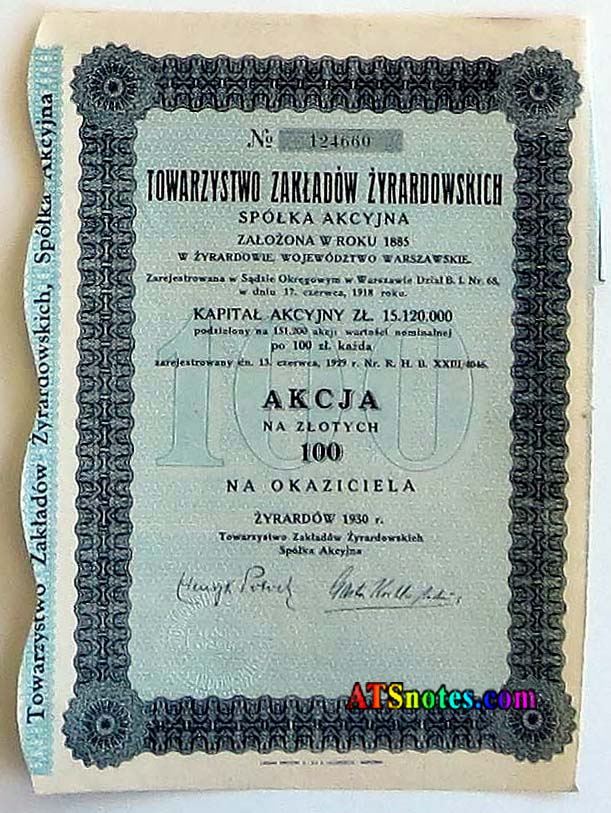 Towarzystwo Zakładów Żyrardowskich, Spółka Akcyjna
№ 124660
TOWARZYSTWO ZAKŁADÓW ŻYRARDOWSKICH
SPÓŁKA AKCYJNA
ZAŁOŻONA W ROKU 1885
W ŻYRARDOWIE, WOJEWÓDZTWO WARSZAWSKIE.
Zarejestrowana w Sądzie Okręgowym w Warszawie Dział B. I. Nr. 68,
w dniu 17. czerwca, 1918 roku.
KAPITAŁ AKCYJNY ZŁ. 15.120.000
podzielony na 151.200 akcji wartości nominalnej
po 100 zł. każda
zarejestrowany dn. 13. czerwca, 1929 r. Nr. R. H. B. XXIII/4046.
100
AKCJA
NA ZŁOTYCH
100
NA OKAZICIELA
ŻYRARDÓW 1930 r.
Towarzystwo Zakładów Żyrardowskich
Spółka Akcyjna
ATSnotes.com